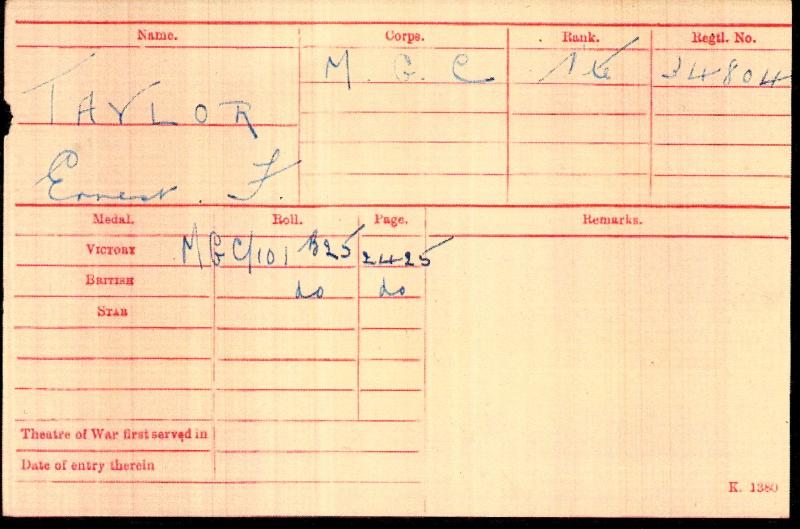 Name. Corps. Rank. Regtl. No.
M. G. C Pte 34804
TAYLOR
Ernest. F.
Medal. Roll. Page. Remarks.
VICTORY MGC/101 B25 2425
BRITISH do do
STAR
Theatre of War first served in
Date of entry therein
K. 1380